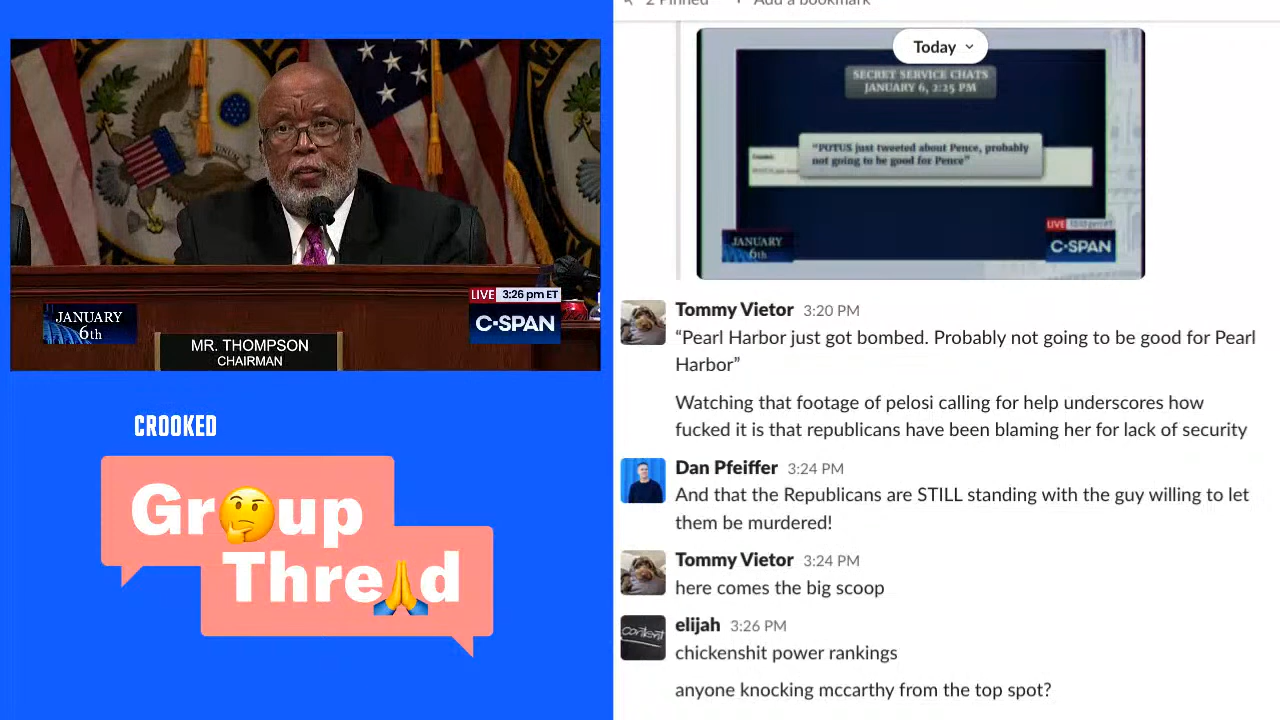 JANUARY
6th
LIVE 3:26 pm ET
C-SPAN
MR. THOMPSON
CHAIRMAN
CROOKED
Gr🤔up
Thre🙏d
2 Pinned
Add a bookmark
Today
SECRET SERVICE CHATS
JANUARY 6, 2:25 PM
"POTUS just tweeted about Pence, probably
not going to be good for Pence"
JANUARY
6th
LIVE
C-SPAN
Tommy Vietor 3:20 PM
“Pearl Harbor just got bombed. Probably not going to be good for Pearl
Harbor”
Watching that footage of pelosi calling for help underscores how
fucked it is that republicans have been blaming her for lack of security
Dan Pfeiffer 3:24 PM
And that the Republicans are STILL standing with the guy willing to let
them be murdered!
Tommy Vietor 3:24 PM
here comes the big scoop
content
elijah 3:26 PM
chickenshit power rankings
anyone knocking mccarthy from the top spot?